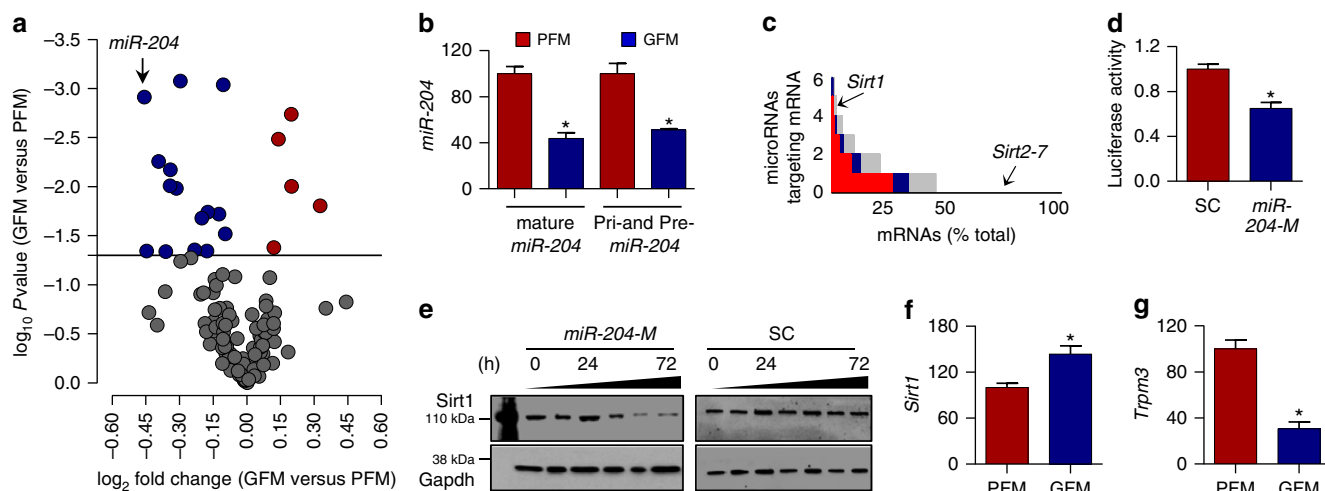 a
miR-204
log10 Pvalue (GFM versus PFM)
–3.5
–3.0
–2.5
–2.0
–1.5
–1.0
–0.5
0.0
–0.60
–0.45
–0.30
–0.15
0.00
0.15
0.30
0.45
0.60
log2 fold change (GFM versus PFM)
b
PFM
GFM
miR-204
120
80
40
0
*
*
mature
miR-204
Pri-and Pre-
miR-204
c
microRNAs
targeting mRNA
6
4
2
0
Sirt1
Sirt2-7
25
50
100
mRNAs (% total)
d
Luciferase activity
1.2
0.9
0.6
0.2
*
SC
miR-
204-M
e
miR-204-M
SC
(h)
0
24
72
0
24
72
Sirt1
110 kDa
38 kDa
Gapdh
f
Sirt1
180
120
60
0
*
PFM
GFM
g
Trpm3
120
80
40
0
*
PFM
GFM